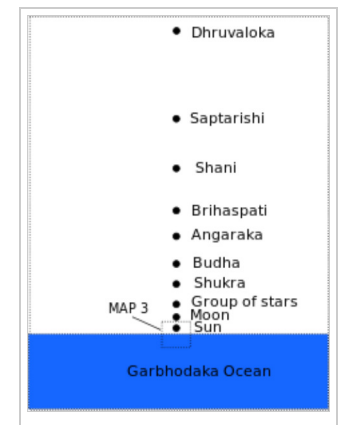 Dhruvaloka
Saptarishi
Shani
Brihaspati
Angaraka
Budha
Shukra
Group of stars
MAP 3
Moon
Sun
Garbhodaka Ocean